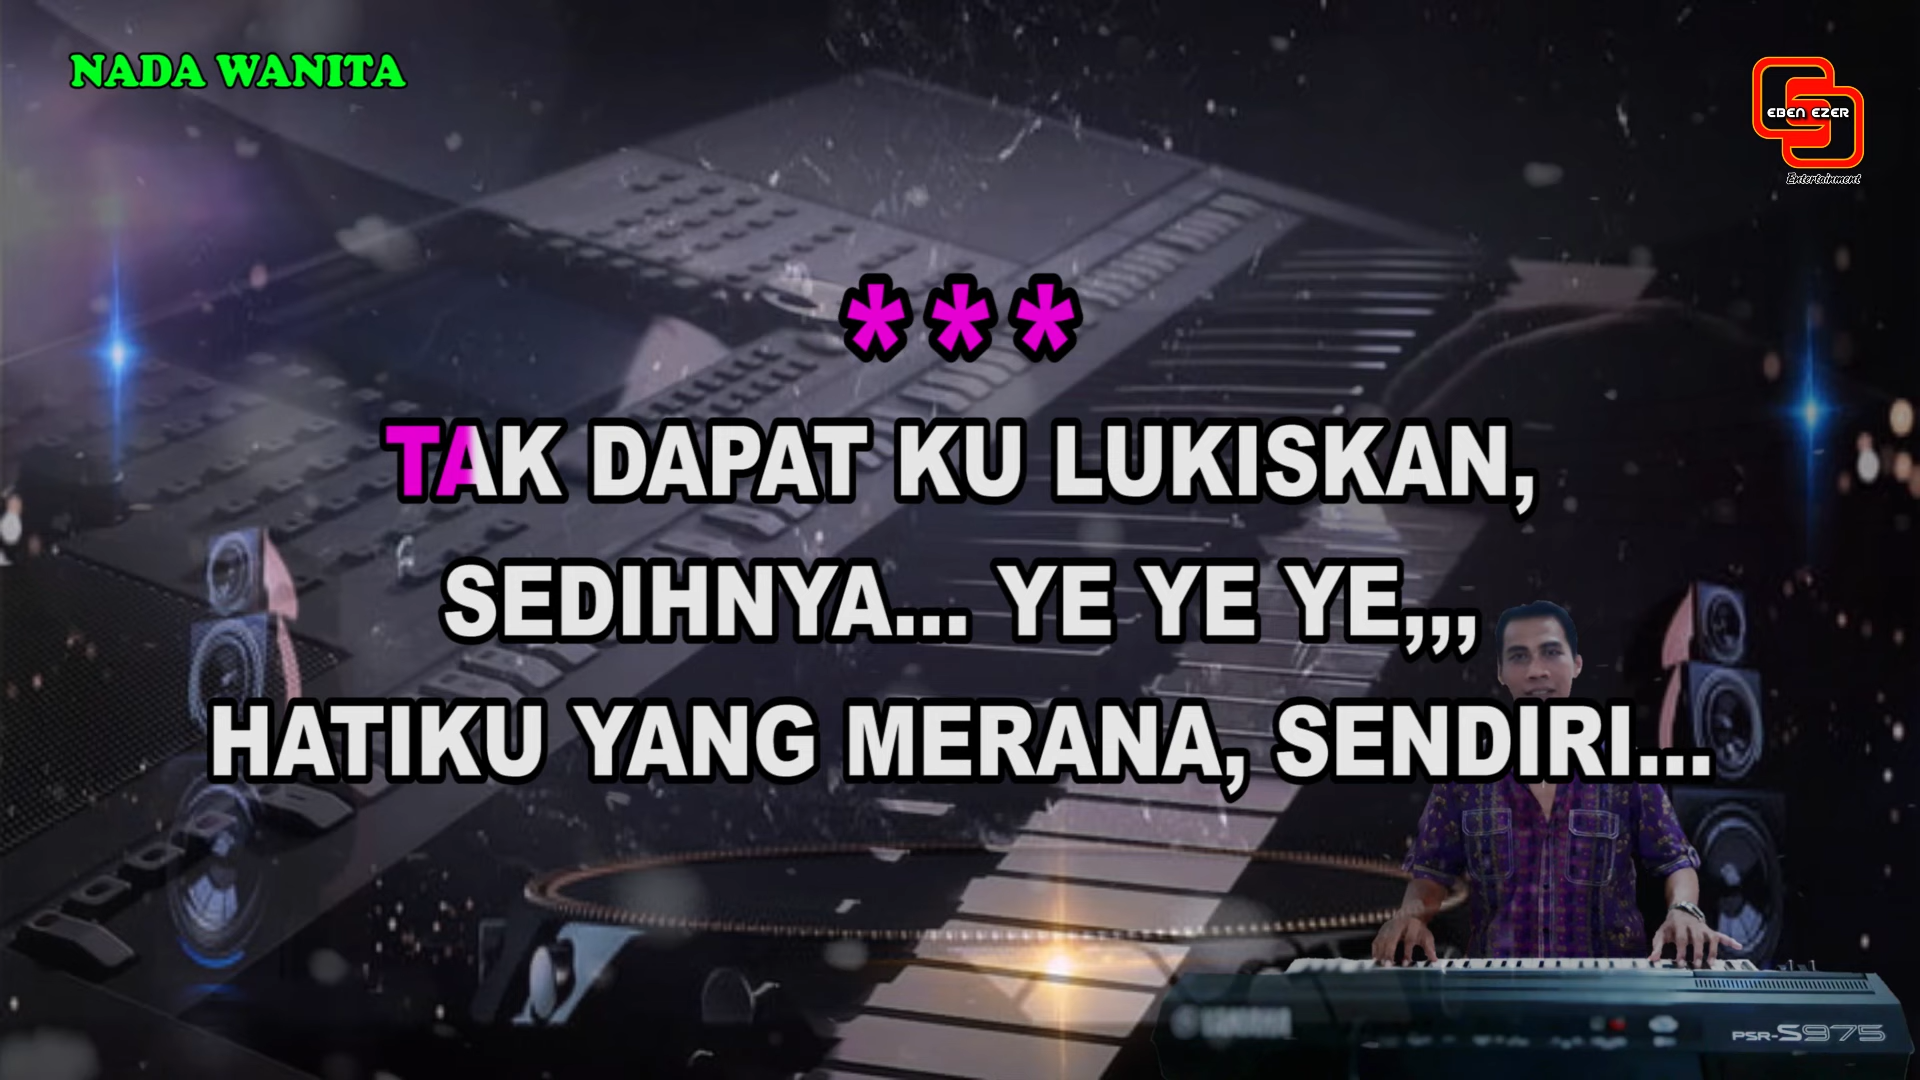 NADA WANITA
EBEN EZER
Entertainment
***
TAK DAPAT KU LUKISKAN,
SEDIHNYA... YE YE YE,,,
HATIKU YANG MERANA, SENDIRI...
PSR-S975